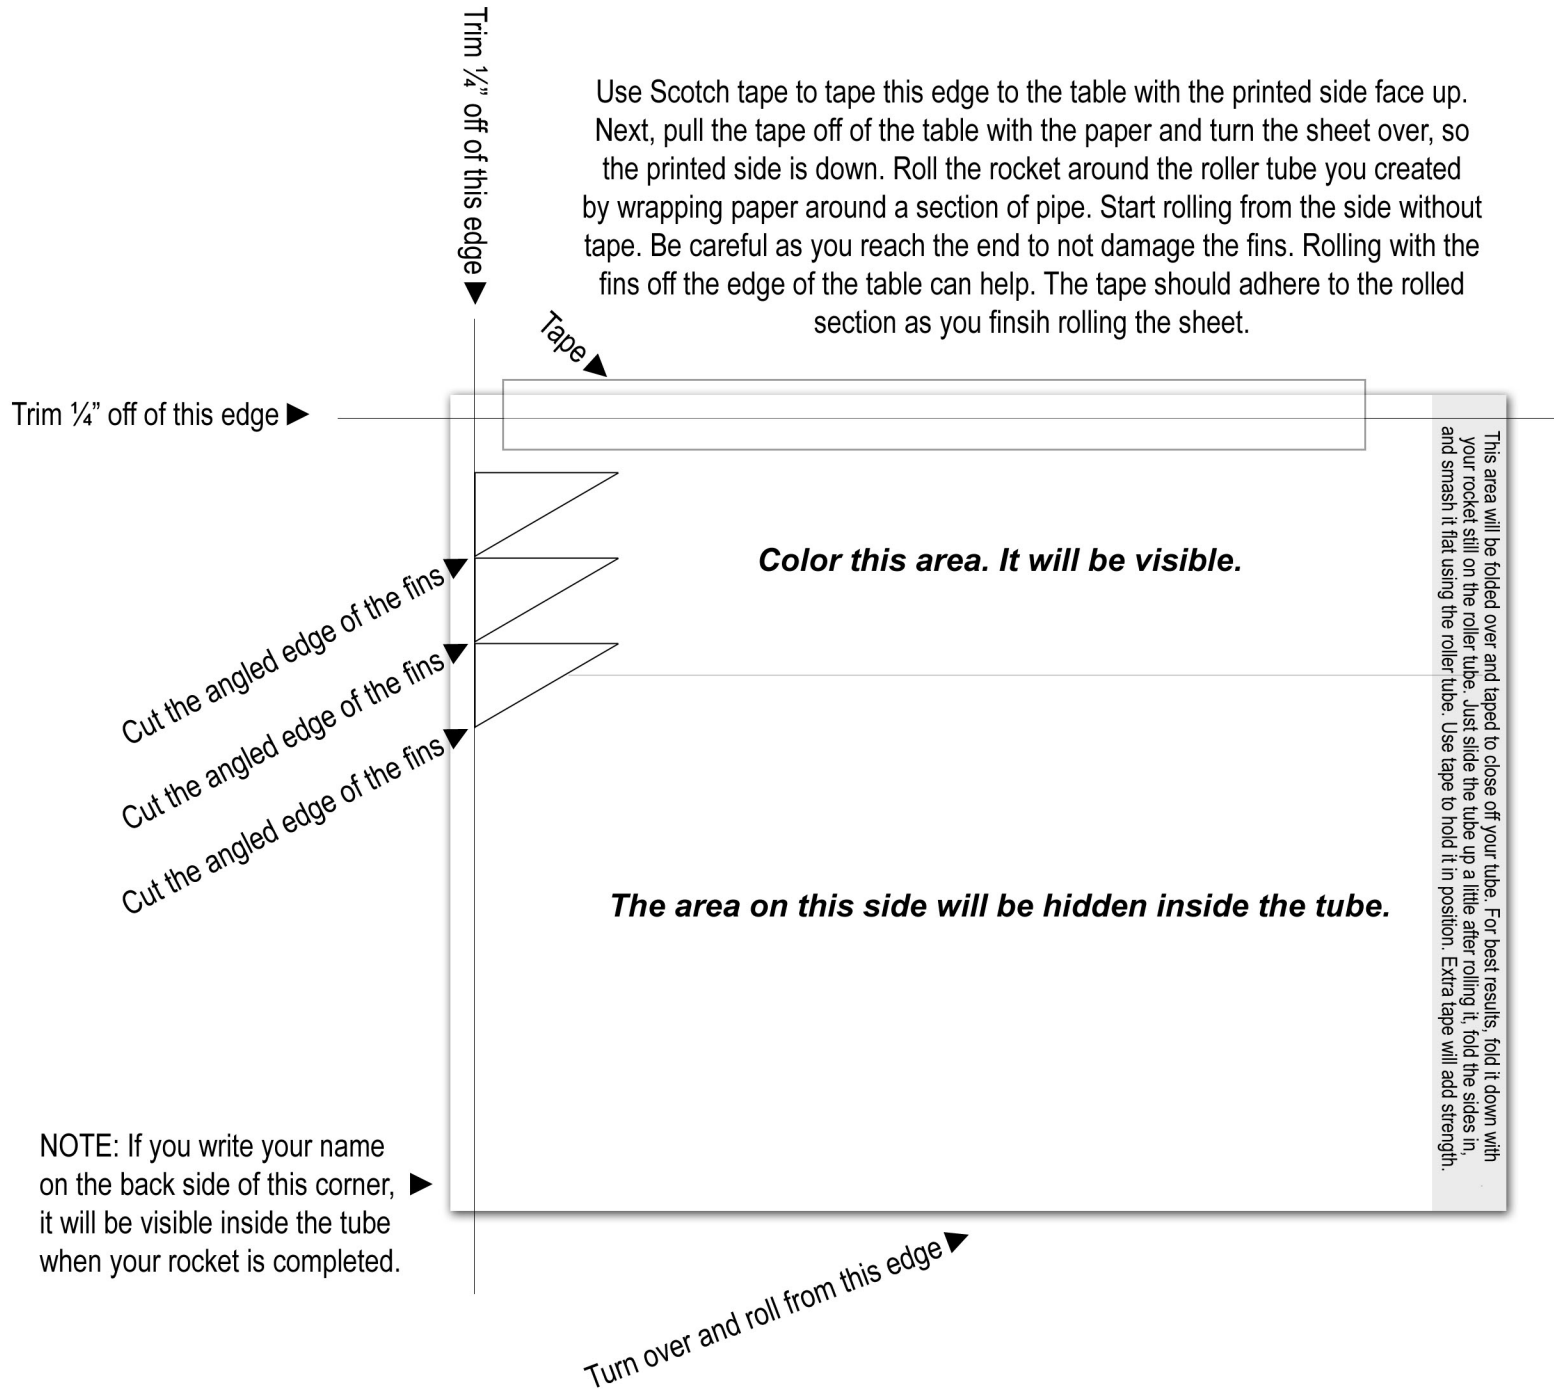 Trim ¼” off of this edge
Use Scotch tape to tape this edge to the table with the printed side face up.
Next, pull the tape off of the table with the paper and turn the sheet over, so
the printed side is down. Roll the rocket around the roller tube you created
by wrapping paper around a section of pipe. Start rolling from the side without
tape. Be careful as you reach the end to not damage the fins. Rolling with the
fins off the edge of the table can help. The tape should adhere to the rolled
section as you finsih rolling the sheet.
Tape
Trim ¼” off of this edge
This area will be folded over and taped to close off your tube. For best results, fold it down with
your rocket still on the roller tube. Just slide the tube up a little after rolling it, fold the sides in,
and smash it flat using the roller tube. Use tape to hold it in position. Extra tape will add strength.
Color this area. It will be visible.
Cut the angled edge of the fins
Cut the angled edge of the fins
Cut the angled edge of the fins
The area on this side will be hidden inside the tube.
NOTE: If you write your name
on the back side of this corner,
it will be visible inside the tube
when your rocket is completed.
Turn over and roll from this edge